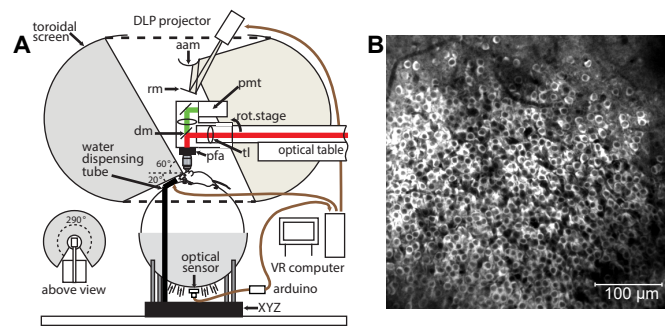 A
DLP projector
toroidal
screen
aam
rm
pmt
rot.stage
dm
tl
optical table
pfa
water
dispensing
tube
60°
20°
290°
above view
optical
sensor
VR computer
arduino
XYZ
B
100 µm